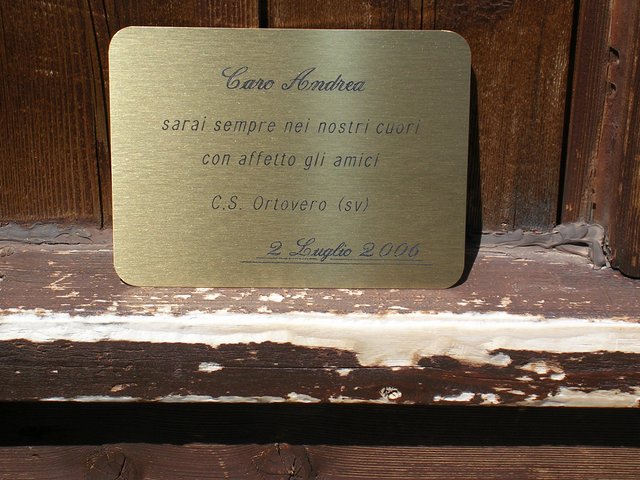 Caro Andrea
sarai sempre nei nostri cuori
con affetto gli amici
C.S. Ortovero (sv)
2 Luglio 2006